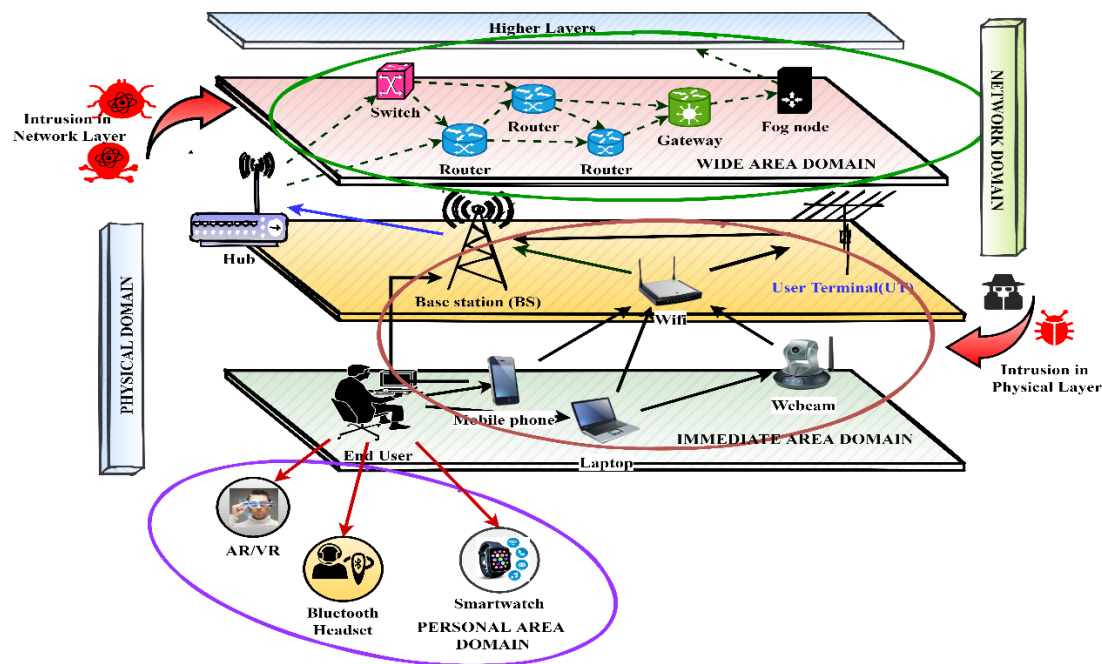 Higher Layers
Intrusion in
Network Layer
Switch
Router
Router
Router
Gateway
Fog node
WIDE AREA DOMAIN
NETWORK DOMAIN
Hub
Base station (BS)
User Terminal(UT)
Wifi
PHYSICAL DOMAIN
Intrusion in
Physical Layer
Mobile phone
Webcam
IMMEDIATE AREA DOMAIN
End User
Laptop
AR/VR
Bluetooth
Headset
Smartwatch
PERSONAL AREA
DOMAIN